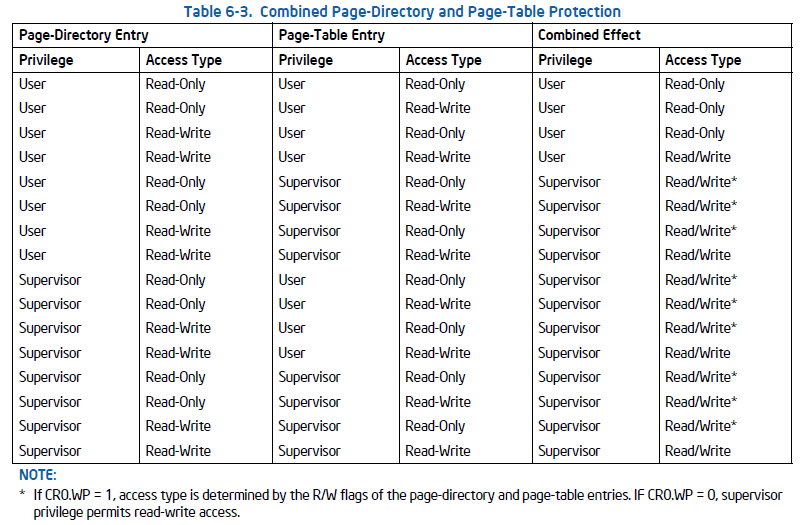 Table 6-3. Combined Page-Directory and Page-Table Protection
Page-Directory Entry Page-Table Entry Combined Effect
Privilege Access Type Privilege Access Type Privilege Access Type
User Read-Only User Read-Only User Read-Only
User Read-Only User Read-Write User Read-Only
User Read-Write User Read-Only User Read-Only
User Read-Write User Read-Write User Read/Write
User Read-Only Supervisor Read-Only Supervisor Read/Write*
User Read-Only Supervisor Read-Write Supervisor Read/Write*
User Read-Write Supervisor Read-Only Supervisor Read/Write*
User Read-Write Supervisor Read-Write Supervisor Read/Write
Supervisor Read-Only User Read-Only Supervisor Read/Write*
Supervisor Read-Only User Read-Write Supervisor Read/Write*
Supervisor Read-Write User Read-Only Supervisor Read/Write*
Supervisor Read-Write User Read-Write Supervisor Read/Write
Supervisor Read-Only Supervisor Read-Only Supervisor Read/Write*
Supervisor Read-Only Supervisor Read-Write Supervisor Read/Write*
Supervisor Read-Write Supervisor Read-Only Supervisor Read/Write*
Supervisor Read-Write Supervisor Read-Write Supervisor Read/Write
NOTE:
* If CR0.WP = 1, access type is determined by the R/W flags of the page-directory and page-table entries. IF CR0.WP = 0, supervisor
privilege permits read-write access.